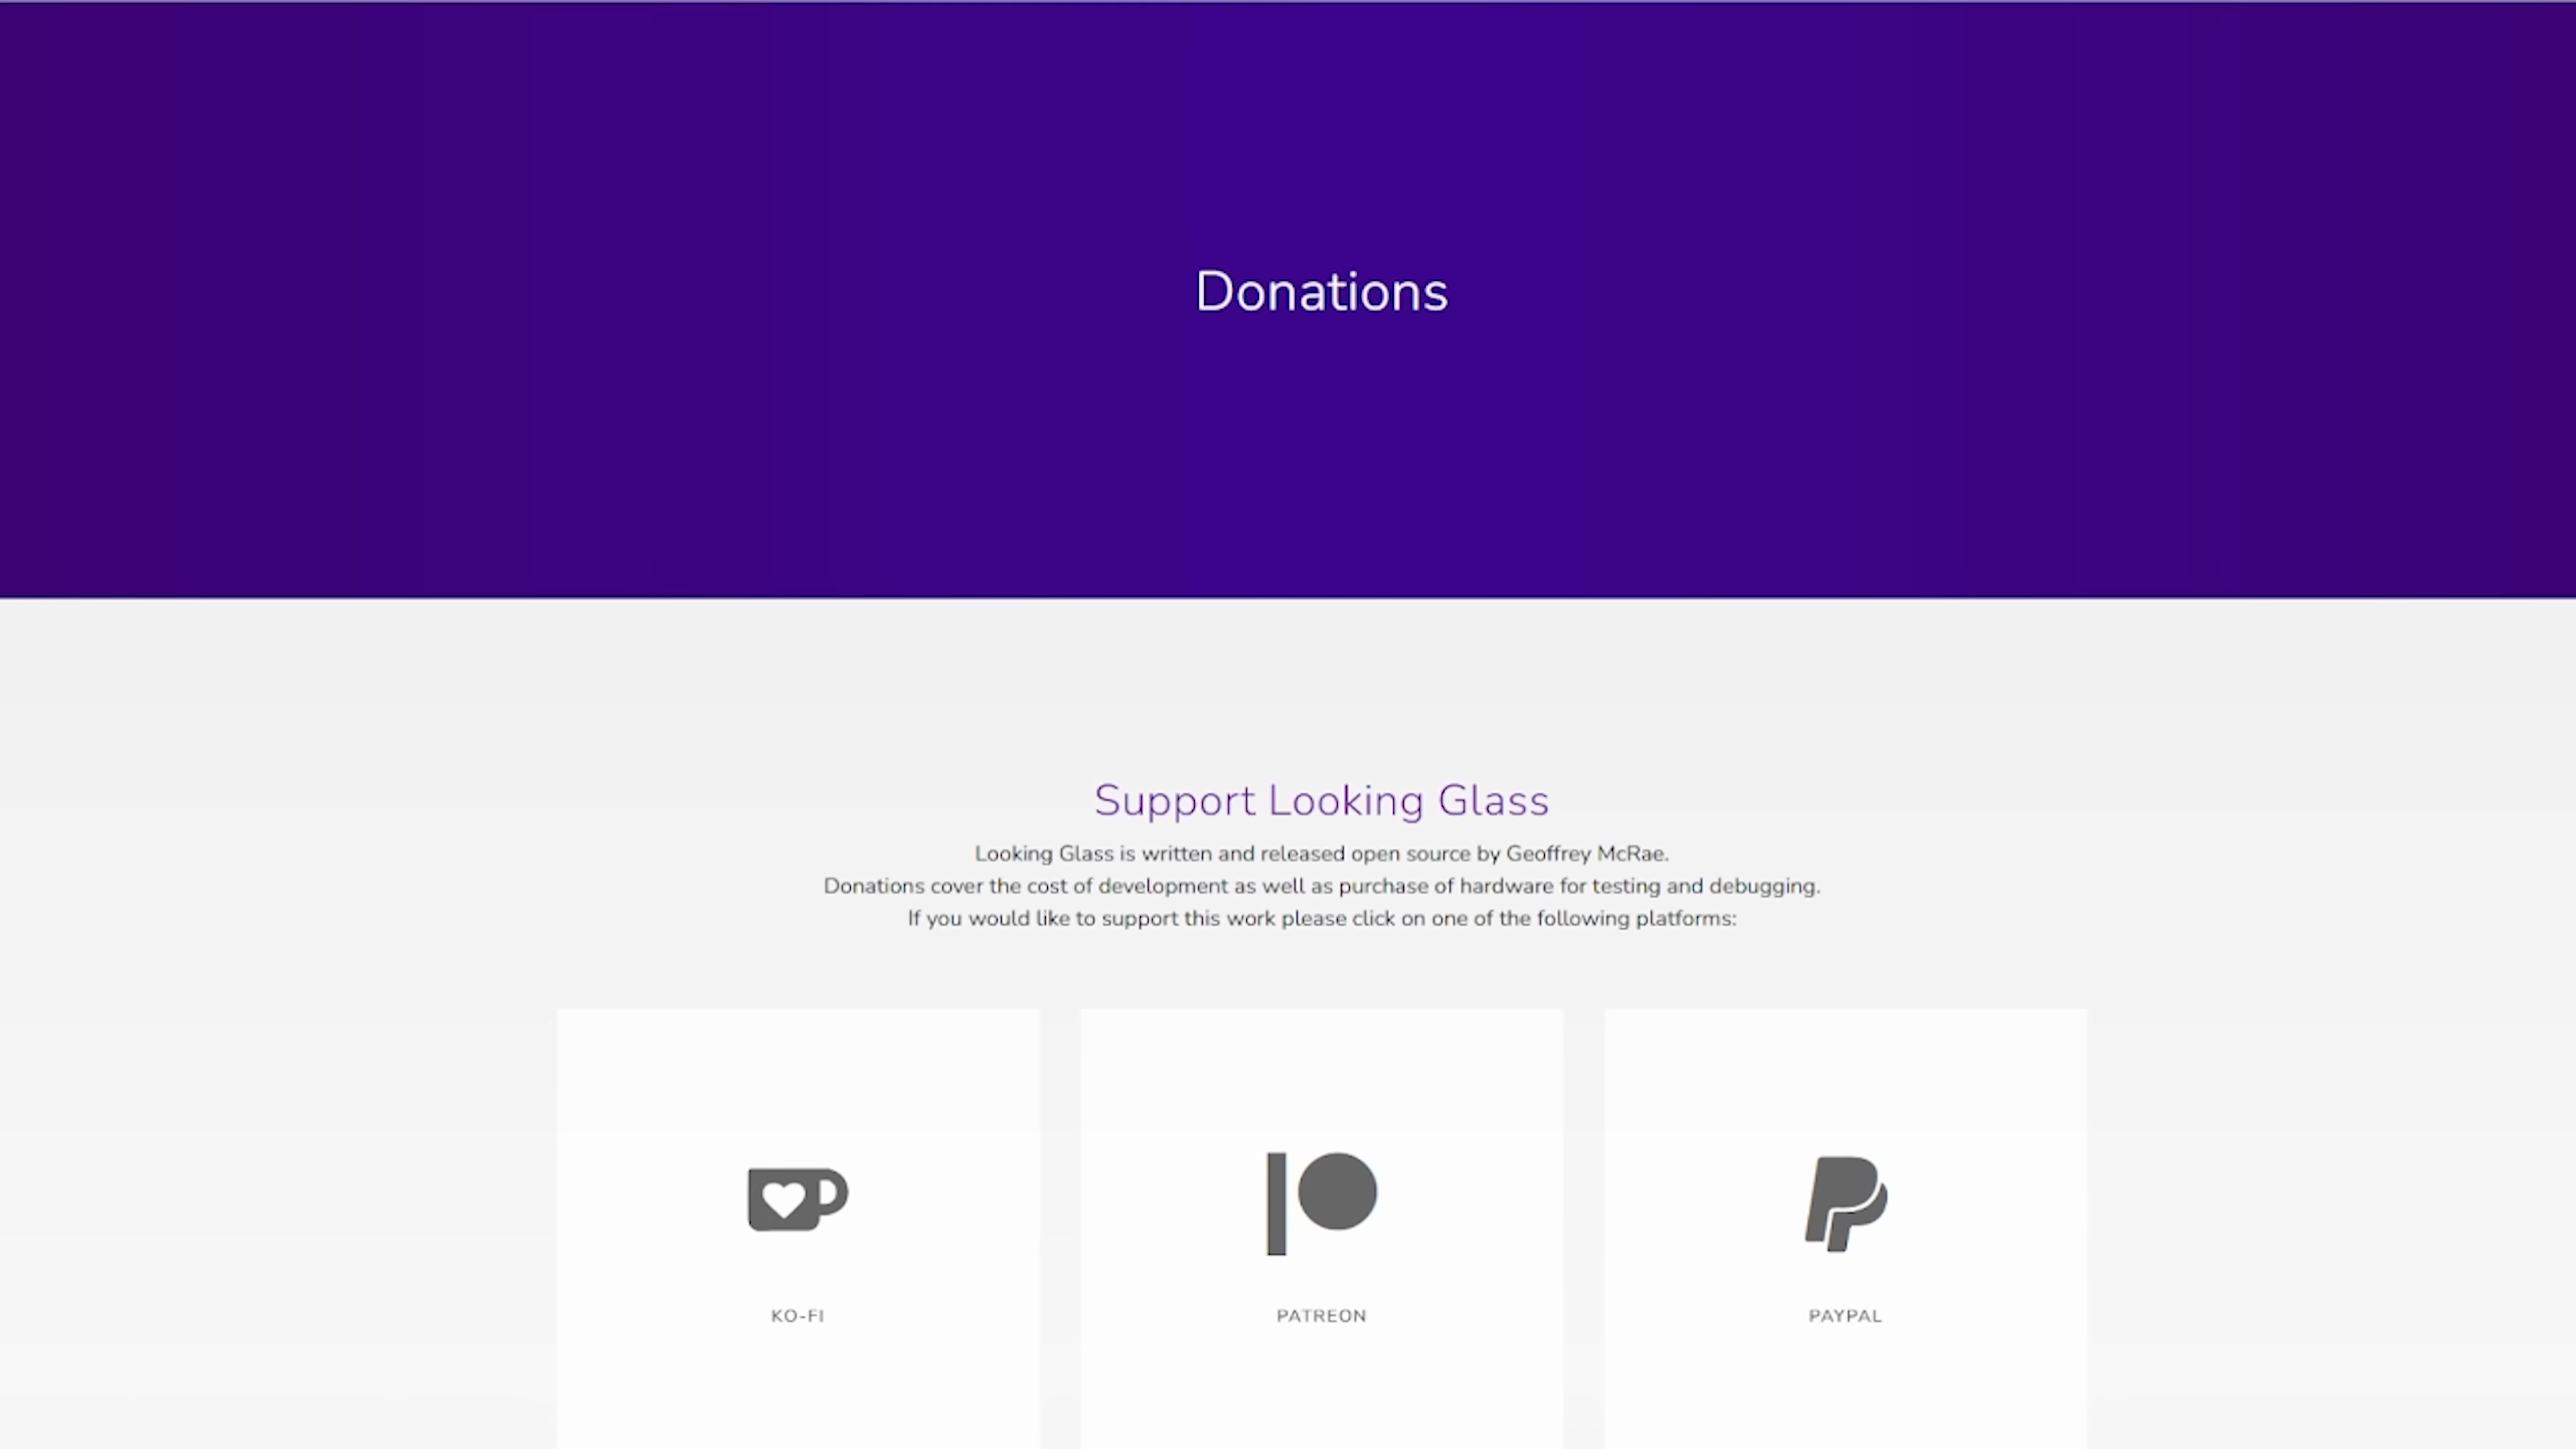 Donations
Support Looking Glass
Looking Glass is written and released open source by Geoffrey McRae.
Donations cover the cost of development as well as purchase of hardware for testing and debugging.
If you would like to support this work please click on one of the following platforms:
KO-FI
PATREON
PAYPAL